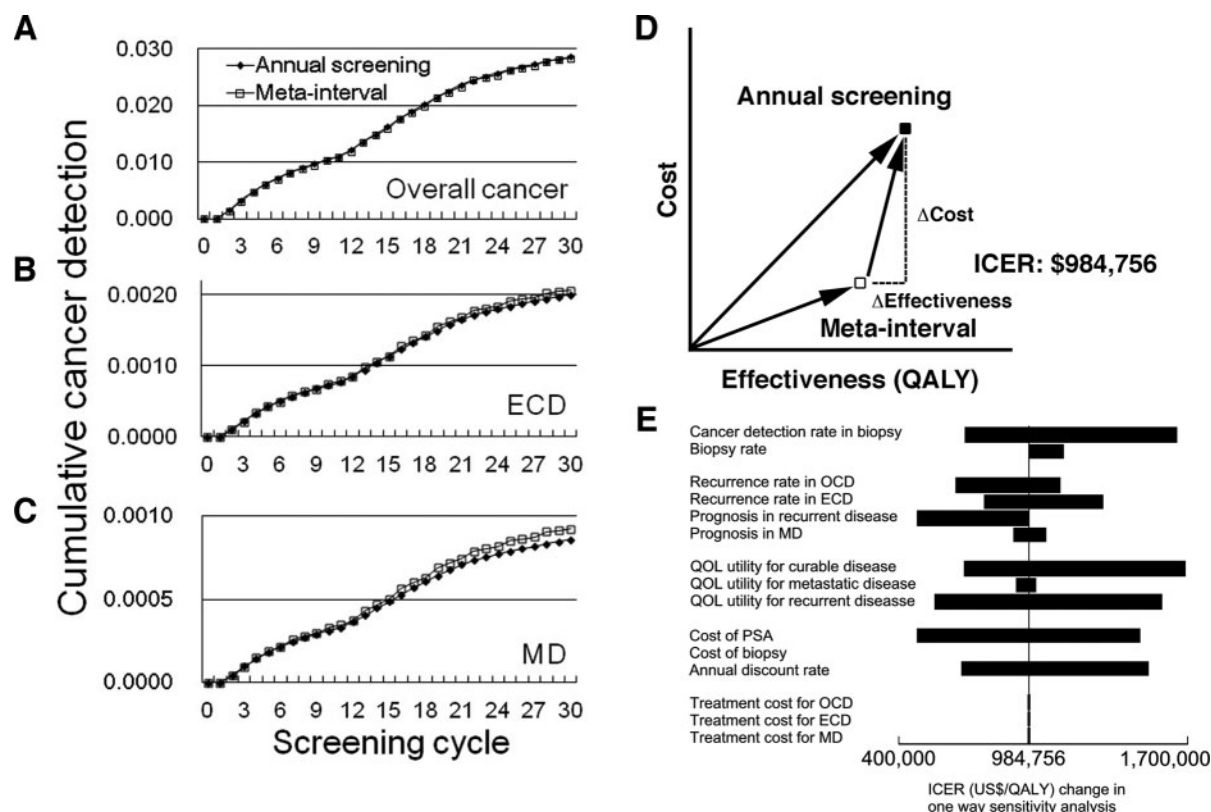 A
Cumulative cancer detection
0.030
0.020
0.010
0.000
Annual screening
Meta-interval
Overall cancer
0 3 6 9 12 15 18 21 24 27 30
B
0.0020
0.0010
0.0000
ECD
0 3 6 9 12 15 18 21 24 27 30
C
0.0010
0.0005
0.0000
MD
0 3 6 9 12 15 18 21 24 27 30
Screening cycle
D
Cost
Annual screening
ΔCost
ICER: $984,756
ΔEffectiveness
Meta-interval
Effectiveness (QALY)
E
Cancer detection rate in biopsy
Biopsy rate
Recurrence rate in OCD
Recurrence rate in ECD
Prognosis in recurrent disease
Prognosis in MD
QOL utility for curable disease
QOL utility for metastatic disease
QOL utility for recurrent diseasse
Cost of PSA
Cost of biopsy
Annual discount rate
Treatment cost for OCD
Treatment cost for ECD
Treatment cost for MD
400,000 984,756 1,700,000
ICER (US$/QALY) change in
one way sensitivity analysis